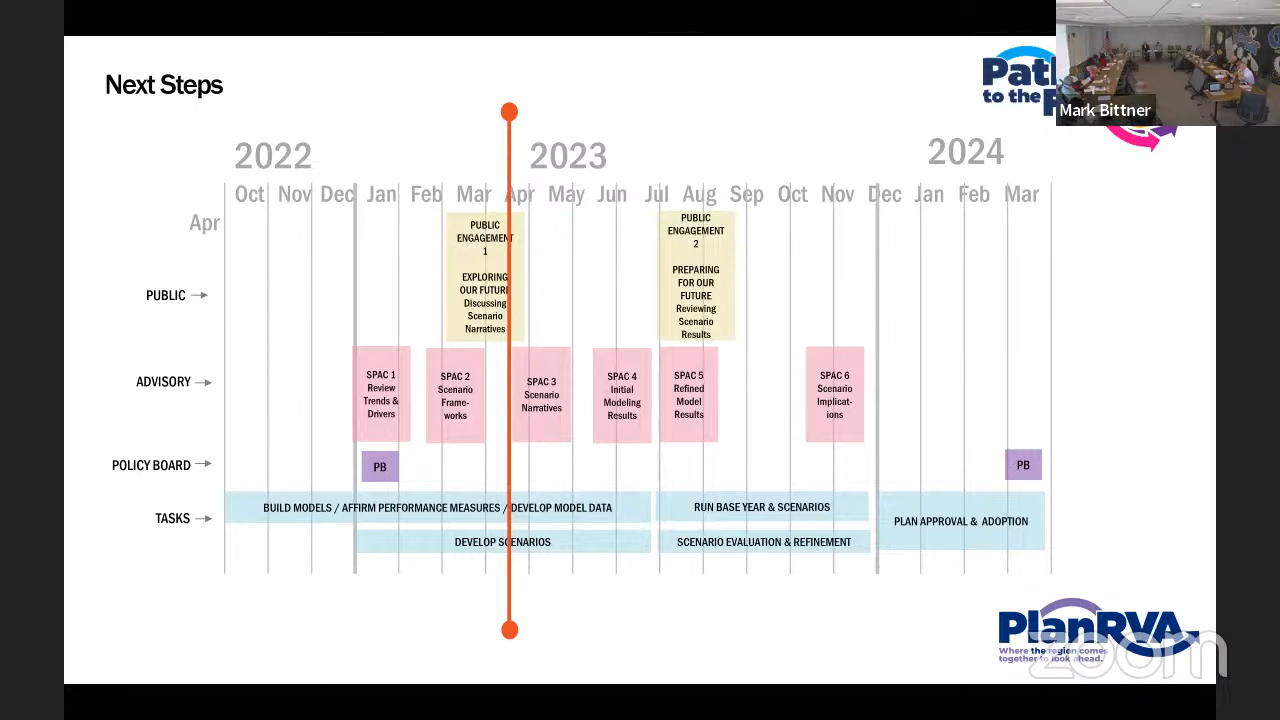 Next Steps
Path
to the
Mark Bittner
2022
2023
2024
Oct Nov Dec Jan Feb Mar Apr May Jun Jul Aug Sep Oct Nov Dec Jan Feb Mar
Apr
PUBLIC
PUBLIC
ENGAGEMENT
1
EXPLORING
OUR FUTURE
Discussing
Scenario
Narratives
PUBLIC
ENGAGEMENT
2
PREPARING
FOR OUR
FUTURE
Reviewing
Scenario
Results
ADVISORY
SPAC 1
Review
Trends &
Drivers
SPAC 2
Scenario
Frame-
works
SPAC 3
Scenario
Narratives
SPAC 4
Initial
Modeling
Results
SPAC 5
Refined
Model
Results
SPAC 6
Scenario
Implicat-
ions
POLICY BOARD
PB
PB
TASKS
BUILD MODELS / AFFIRM PERFORMANCE MEASURES / DEVELOP MODEL DATA
RUN BASE YEAR & SCENARIOS
PLAN APPROVAL & ADOPTION
DEVELOP SCENARIOS
SCENARIO EVALUATION & REFINEMENT
PlanRVA
Where the region comes
together to look ahead.
zoom